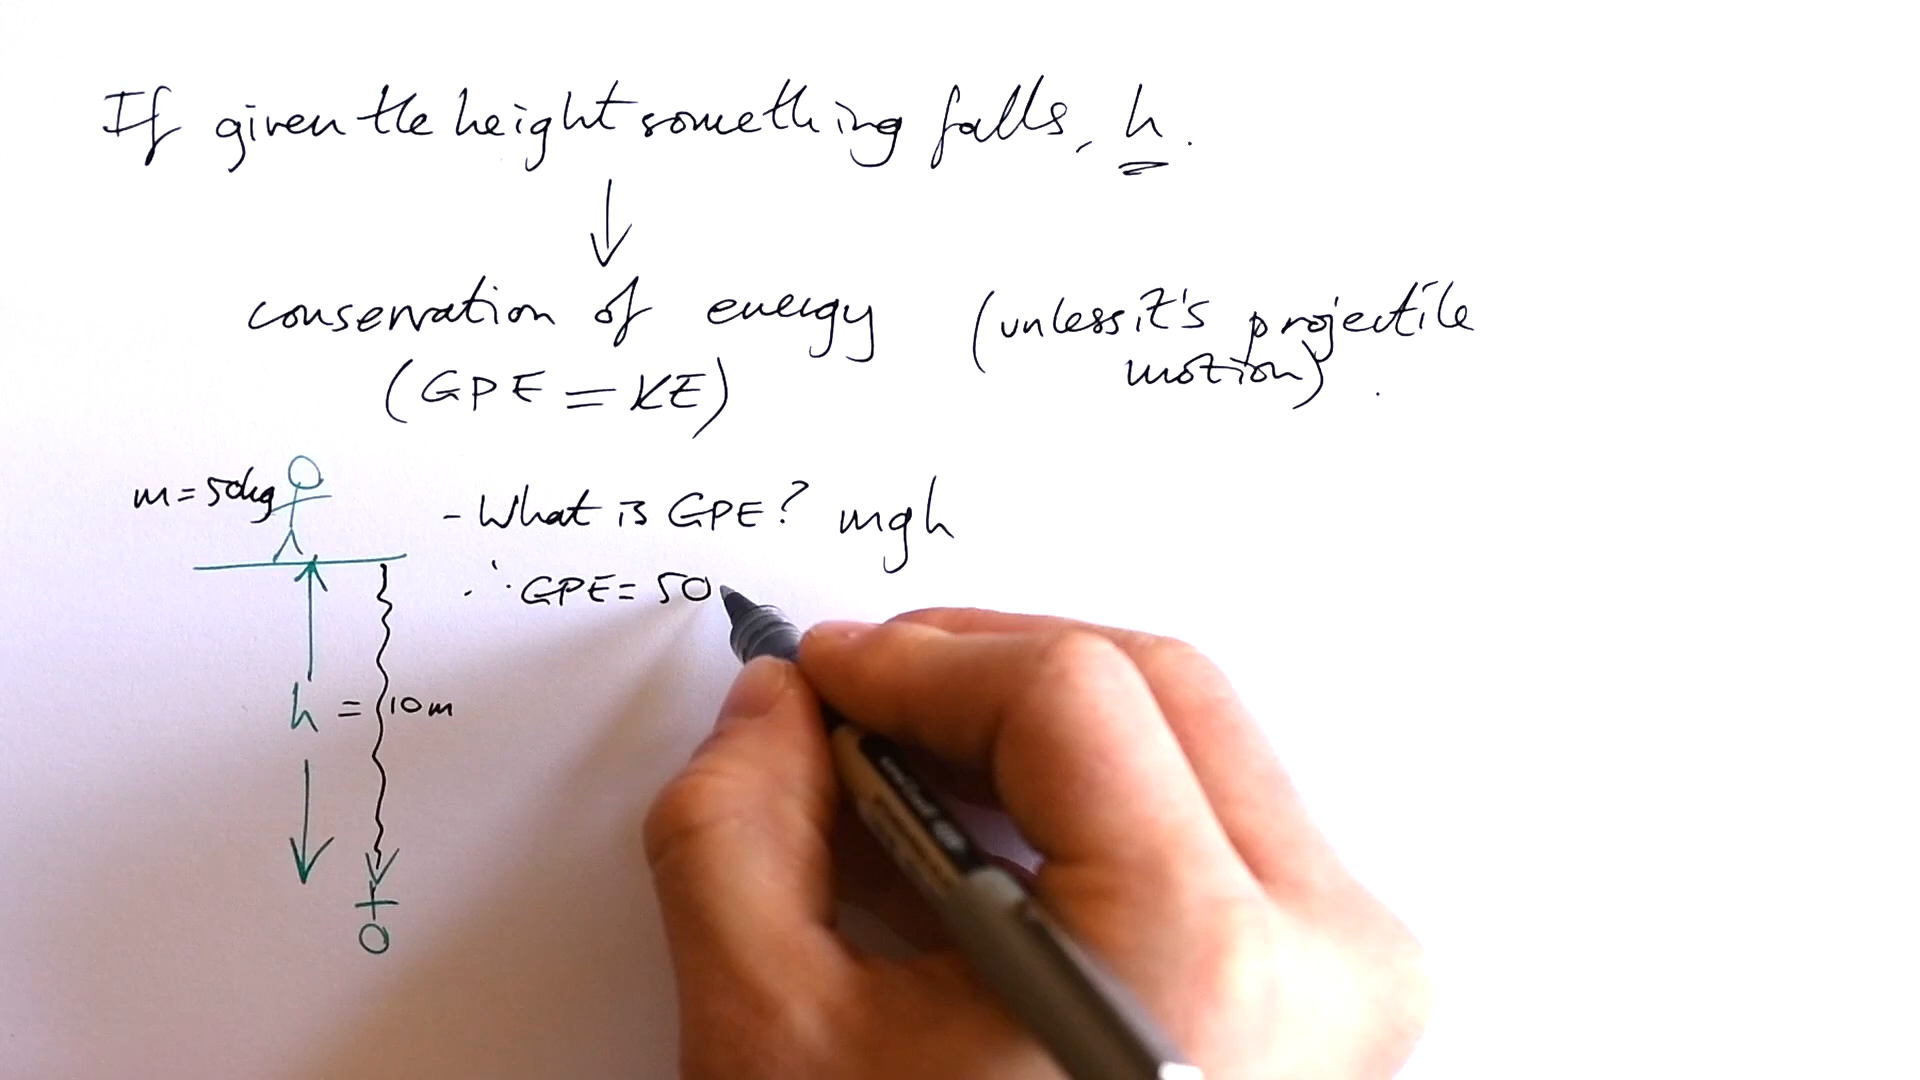 If given the height something falls, h.
conservation of energy (unless it's projectile
motion).
(GPE = KE)
m = 50kg
- What is GPE? mgh
∴ GPE = 50
h = 10m